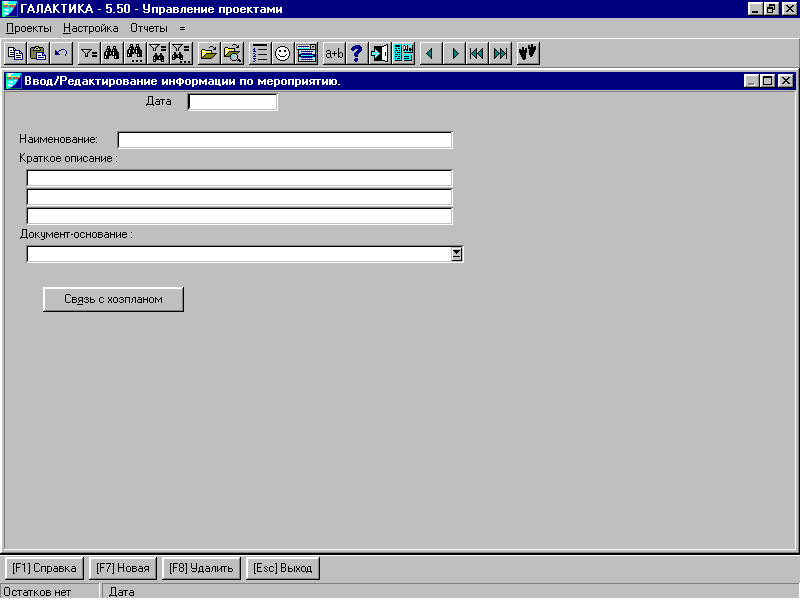 ГАЛАКТИКА - 5.50 - Управление проектами
Проекты Настройка Отчеты =
a+b ?
Ввод/Редактирование информации по мероприятию.
Дата
Наименование:
Краткое описание :
Документ-основание :
Связь с хозпланом
[F1] Справка [F7] Новая [F8] Удалить [Esc] Выход
Остатков нет Дата